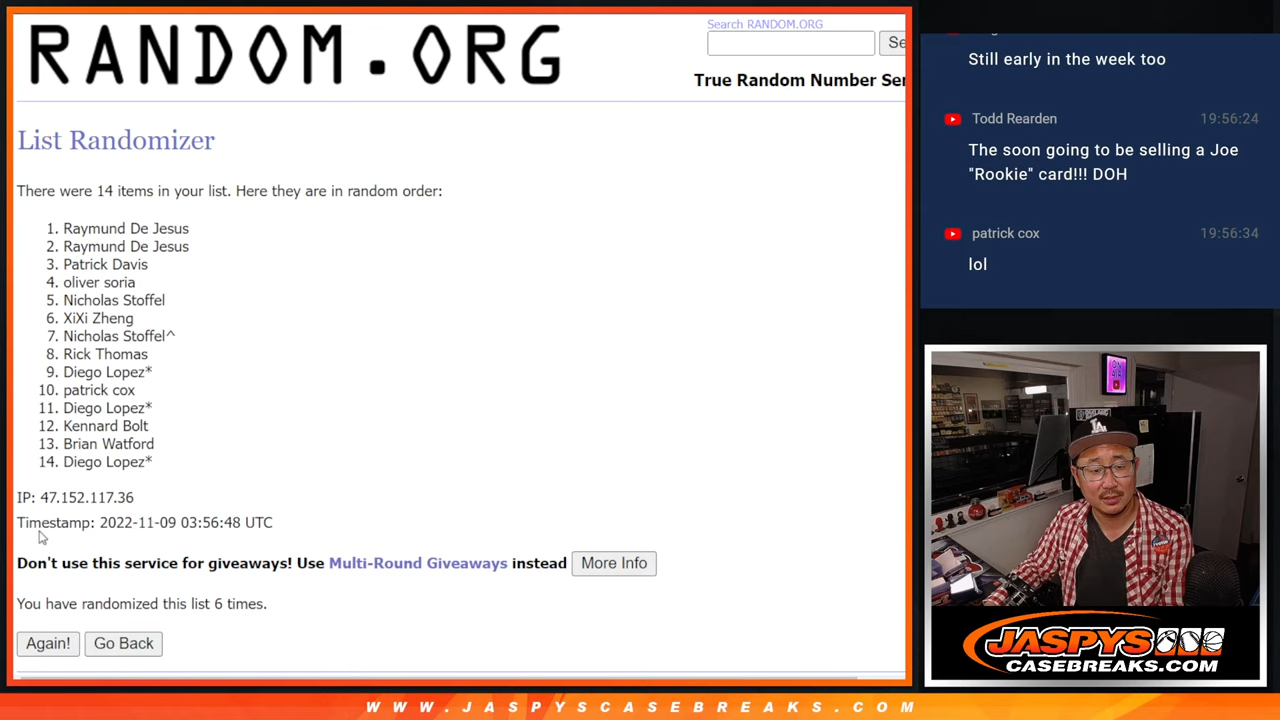 RANDOM.ORG
Search RANDOM.ORG
Se
True Random Number Ser
List Randomizer
There were 14 items in your list. Here they are in random order:
1. Raymund De Jesus
2. Raymund De Jesus
3. Patrick Davis
4. oliver soria
5. Nicholas Stoffel
6. XiXi Zheng
7. Nicholas Stoffel^
8. Rick Thomas
9. Diego Lopez*
10. patrick cox
11. Diego Lopez*
12. Kennard Bolt
13. Brian Watford
14. Diego Lopez*
IP: 47.152.117.36
Timestamp: 2022-11-09 03:56:48 UTC
Don't use this service for giveaways! Use Multi-Round Giveaways instead More Info
You have randomized this list 6 times.
Again! Go Back
Still early in the week too
Todd Rearden 19:56:24
The soon going to be selling a Joe
"Rookie" card!!! DOH
patrick cox 19:56:34
lol
ON AIR
LA
JASPYS
CASEBREAKS.COM
WWW.JASPYSCASEBREAKS.COM